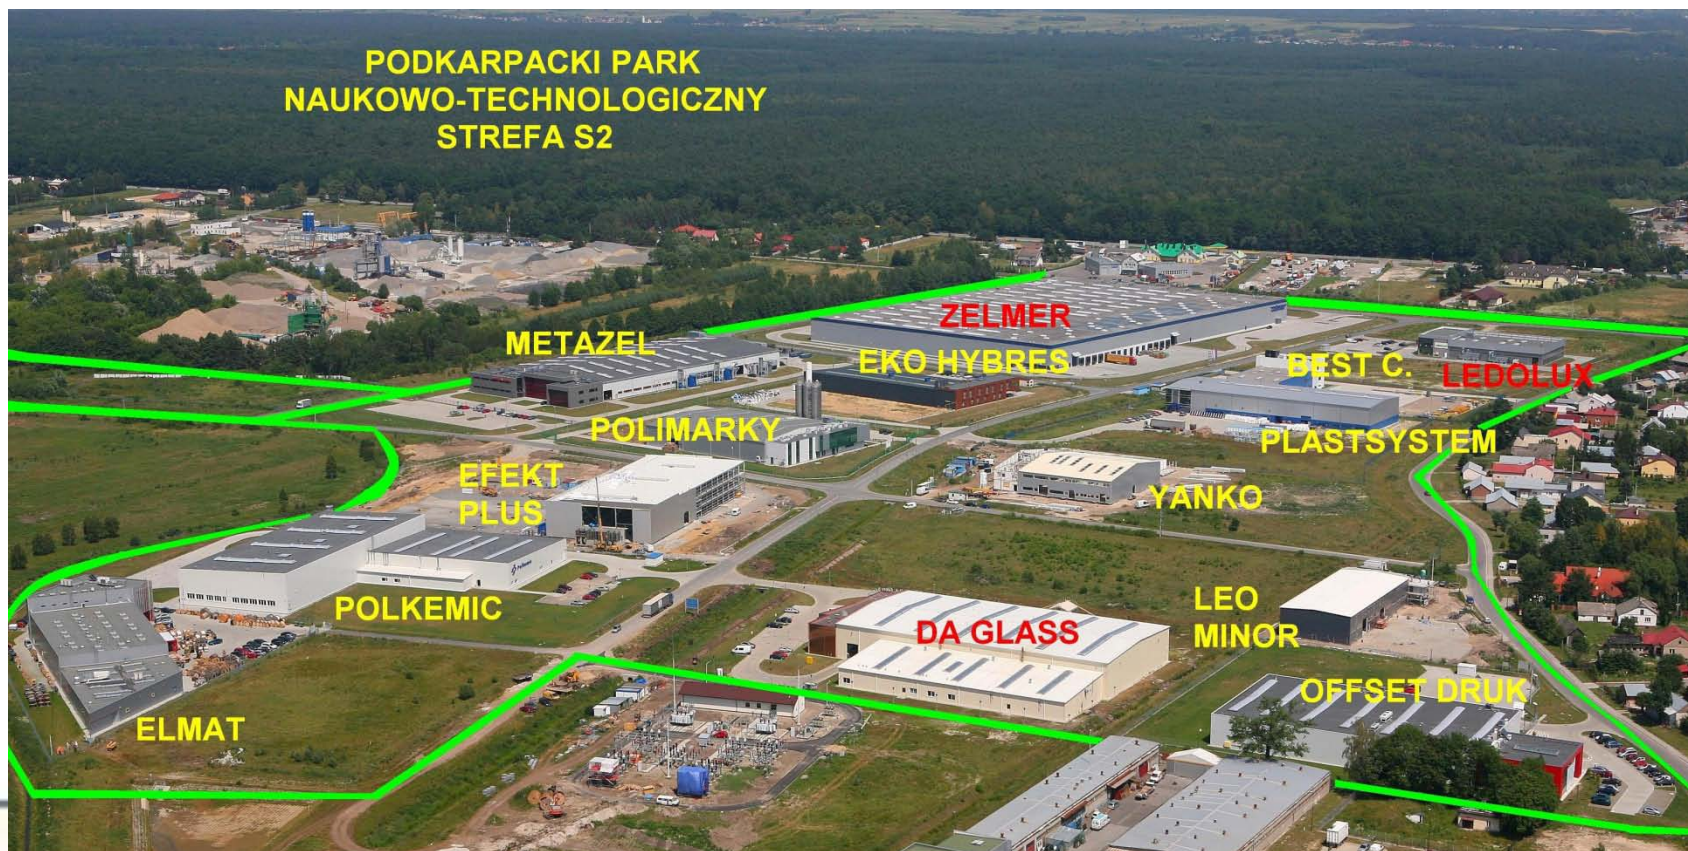 PODKARPACKI PARK
NAUKOWO-TECHNOLOGICZNY
STREFA S2
ZELMER
METAZEL
EKO HYBRES
BEST C.
LEDOLUX
POLIMARKY
PLASTSYSTEM
EFEKT
PLUS
YANKO
POLKEMIC
LEO
MINOR
DA GLASS
OFFSET DRUK
ELMAT
Polkemic